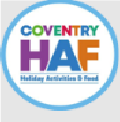 COVENTRY
HAF
Holiday Activities & Food